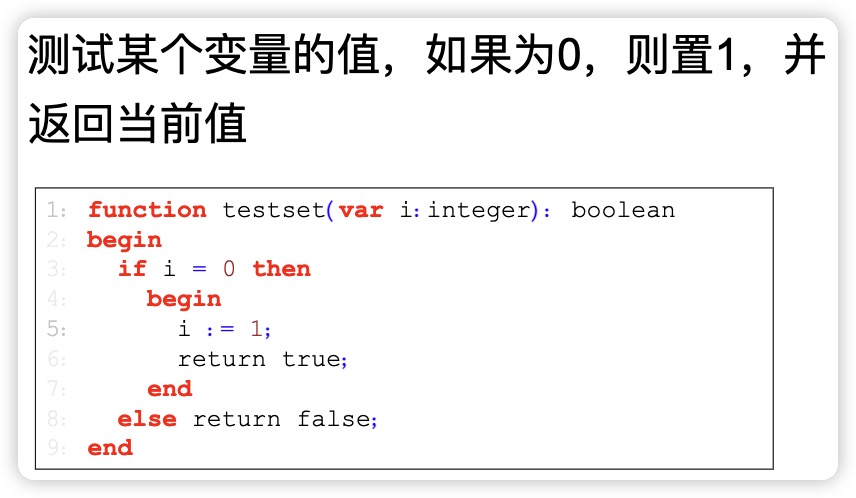 测试某个变量的值，如果为0，则置1，并
返回当前值
1: function testset(var i:integer): boolean
2: begin
3: if i = 0 then
4: begin
5: i := 1;
6: return true;
7: end
8: else return false;
9: end